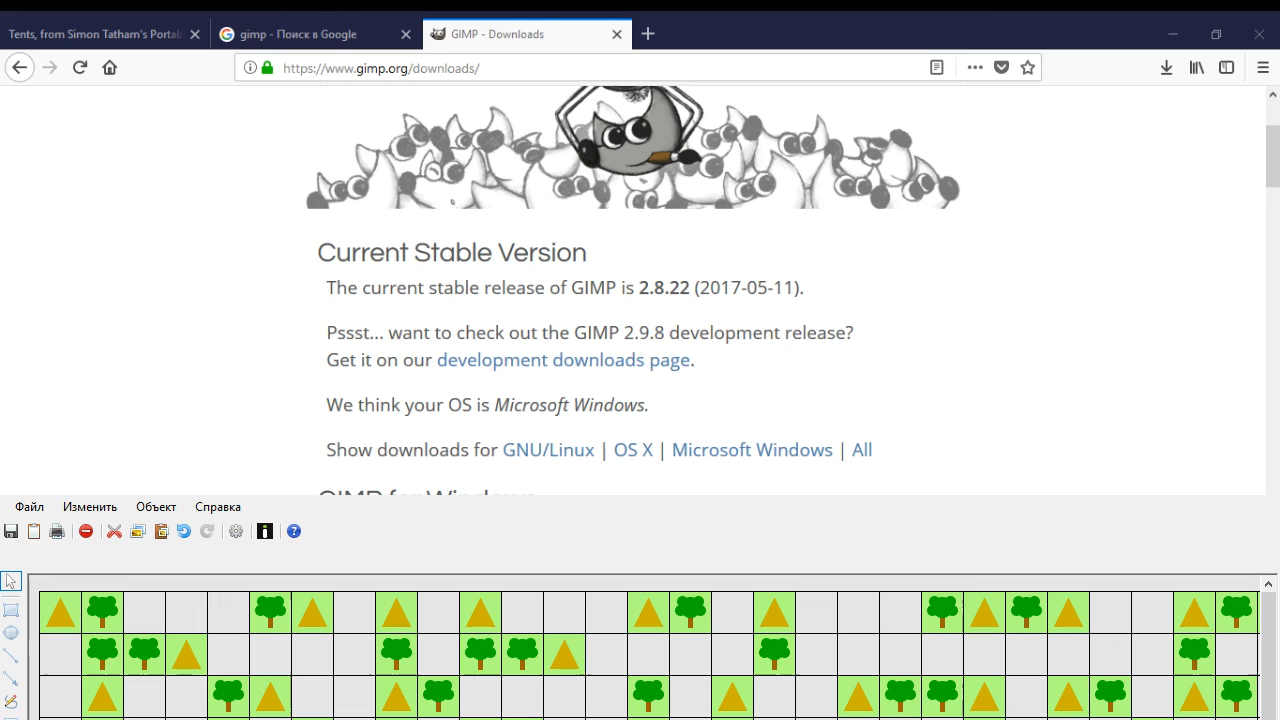 Tents, from Simon Tatham's Portab
gimp - Поиск в Google
GIMP - Downloads
https://www.gimp.org/downloads/
Current Stable Version
The current stable release of GIMP is 2.8.22 (2017-05-11).
Pssst... want to check out the GIMP 2.9.8 development release?
Get it on our development downloads page.
We think your OS is Microsoft Windows.
Show downloads for GNU/Linux | OS X | Microsoft Windows | All
GIMP for Windows
Файл Изменить Объект Справка